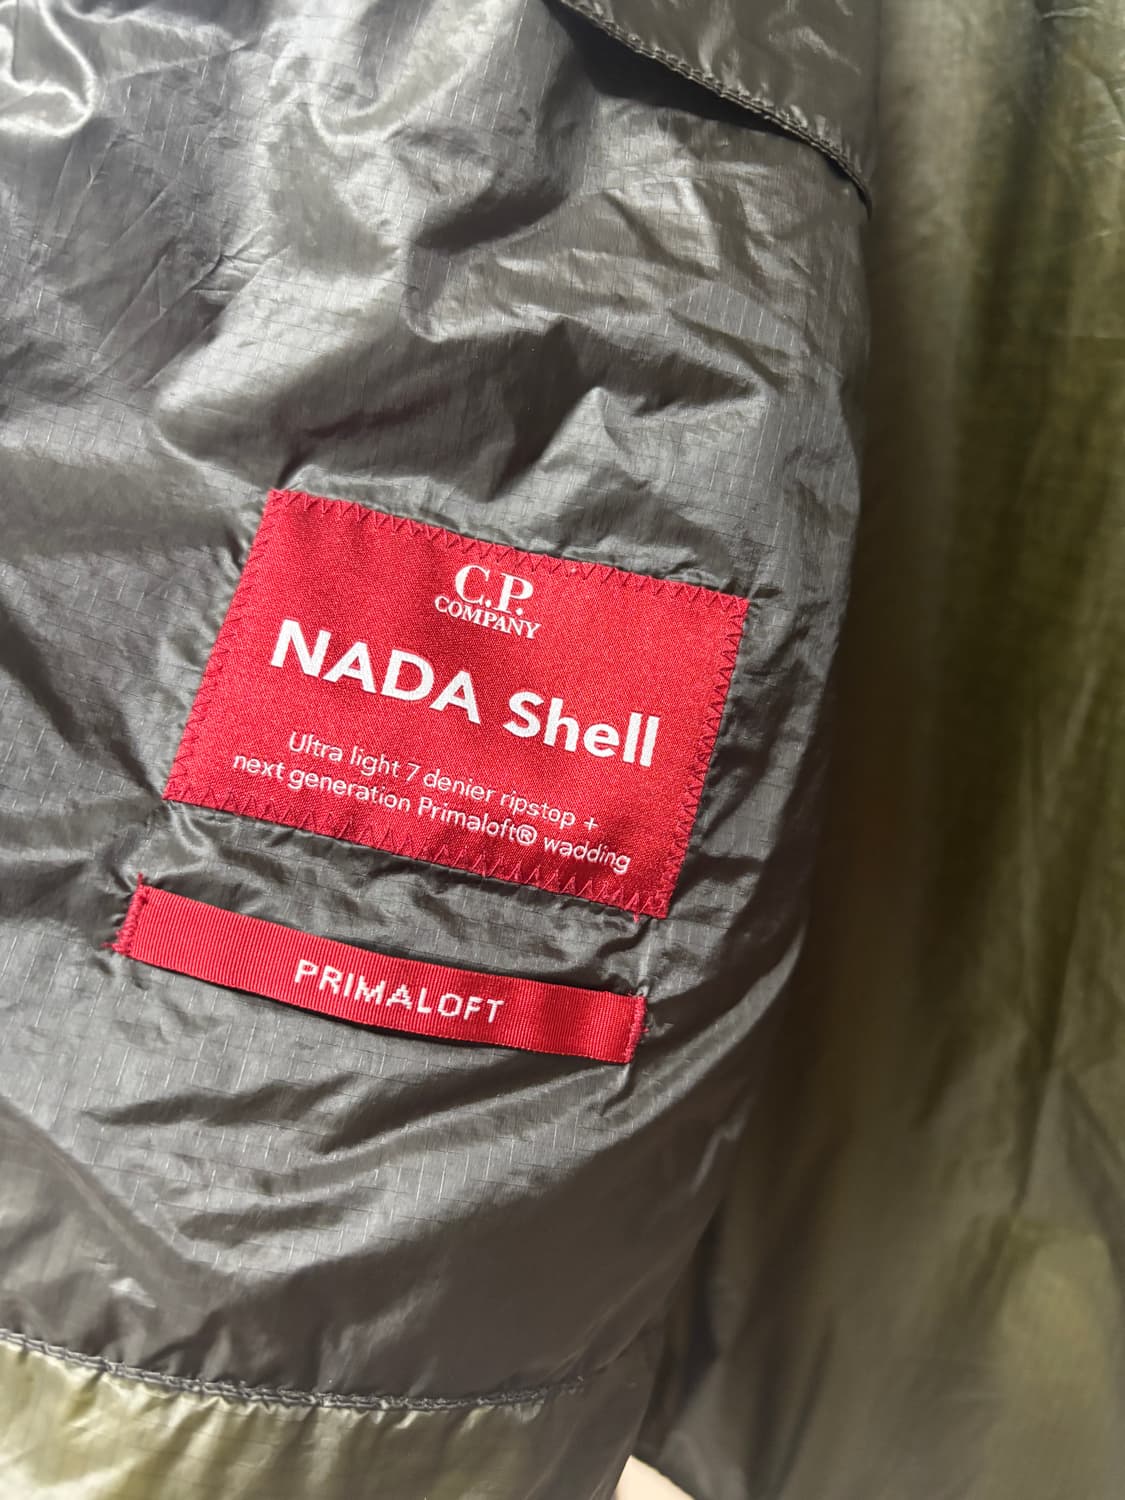 C.P.
COMPANY
NADA Shell
Ultra light 7 denier ripstop +
next generation Primaloft® wadding
PRIMALOFT